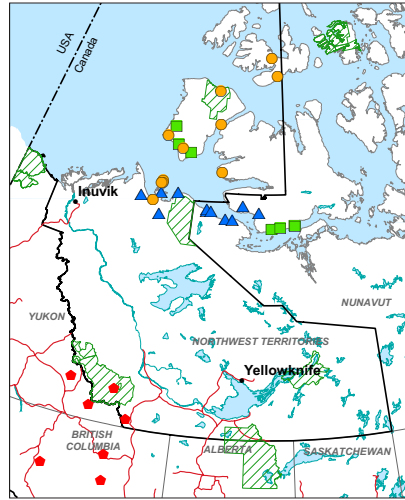 USA
Canada
Inuvik
YUKON
NUNAVUT
NORTHWEST TERRITORIES
Yellowknife
BRITISH
COLUMBIA
ALBERTA
SASKATCHEWAN